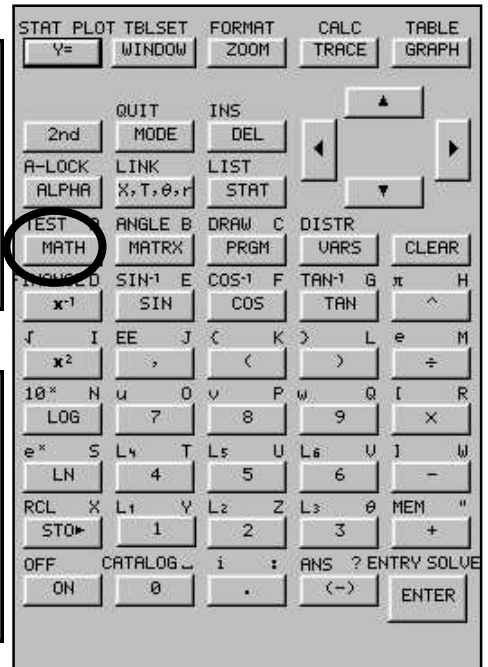 STAT PLOT TBLSET FORMAT CALC TABLE
Y= WINDOW ZOOM TRACE GRAPH
QUIT INS
2nd MODE DEL
A-LOCK LINK LIST
ALPHA X,T,θ,r STAT
TEST ANGLE B DRAW C DISTR
MATH MATRX PRGM VARS CLEAR
D SIN-1 E COS-1 F TAN-1 G π H
x-1 SIN COS TAN ^
√ I EE J { K } L e M
x² , ( ) ÷
10ˣ N u O v P w Q [ R
LOG 7 8 9 ×
eˣ S L4 T L5 U L6 V ] W
LN 4 5 6 −
RCL X L1 Y L2 Z L3 θ MEM "
STO► 1 2 3 +
OFF CATALOG i : ANS ? ENTRY SOLVE
ON 0 . (-) ENTER